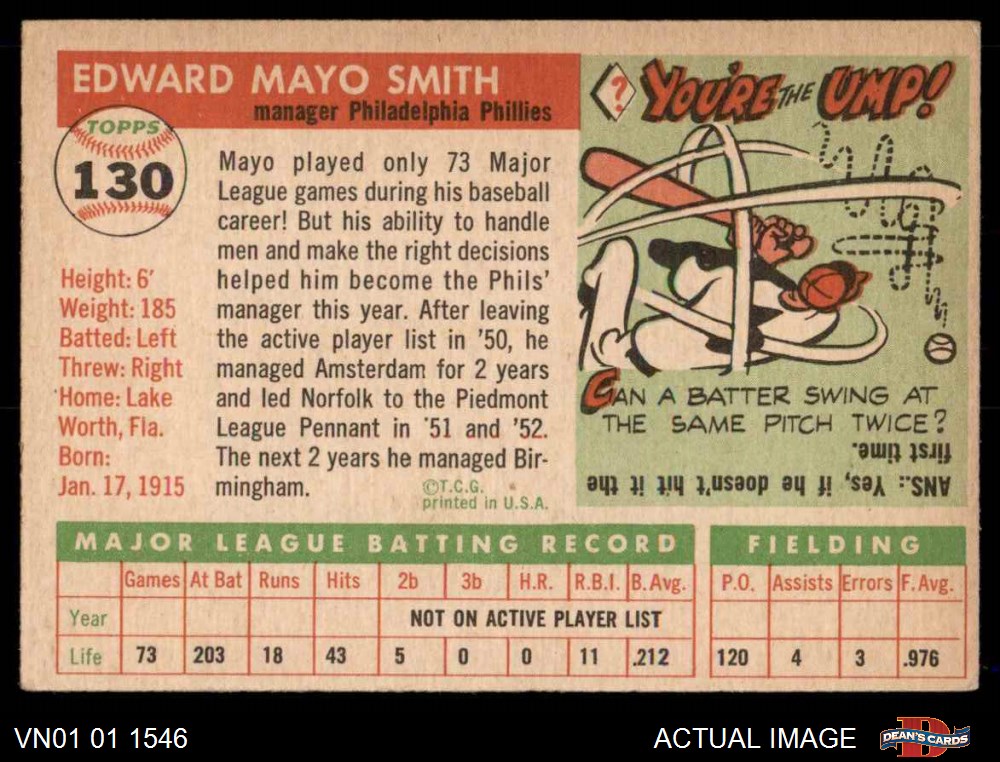 EDWARD MAYO SMITH
manager Philadelphia Phillies
TOPPS
130
Mayo played only 73 Major
League games during his baseball
career! But his ability to handle
men and make the right decisions
helped him become the Phils'
manager this year. After leaving
the active player list in '50, he
managed Amsterdam for 2 years
and led Norfolk to the Piedmont
League Pennant in '51 and '52.
The next 2 years he managed Bir-
mingham.
©T.C.G.
printed in U.S.A.
Height: 6'
Weight: 185
Batted: Left
Threw: Right
Home: Lake
Worth, Fla.
Born:
Jan. 17, 1915
? YOU'RE THE UMP!
CAN A BATTER SWING AT
THE SAME PITCH TWICE?
ANS.: Yes, if he doesn't hit it the
first time.
MAJOR LEAGUE BATTING RECORD
Games At Bat Runs Hits 2b 3b H.R. R.B.I. B.Avg.
Year NOT ON ACTIVE PLAYER LIST
Life 73 203 18 43 5 0 0 11 .212
FIELDING
P.O. Assists Errors F.Avg.
120 4 3 .976
VN01 01 1546
ACTUAL IMAGE
D
DEAN'S CARDS